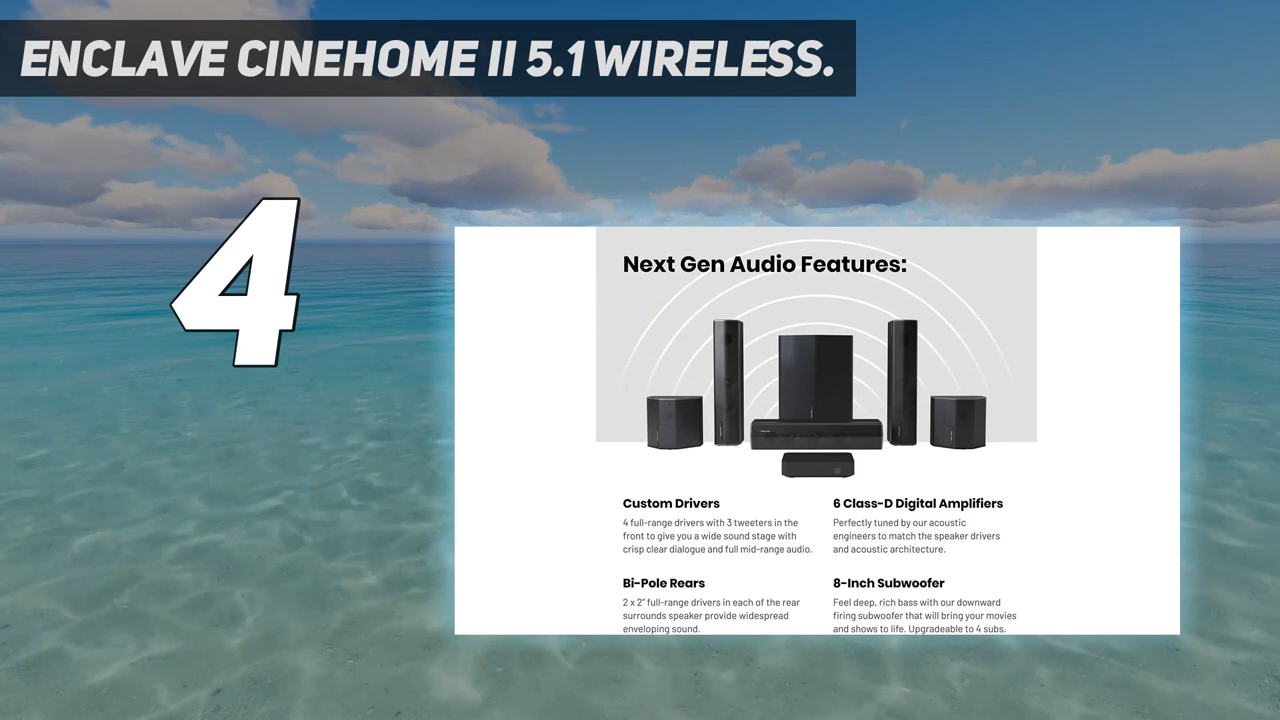 ENCLAVE CINEHOME II 5.1 WIRELESS.
4
Next Gen Audio Features:
Custom Drivers
4 full-range drivers with 3 tweeters in the
front to give you a wide sound stage with
crisp clear dialogue and full mid-range audio.
6 Class-D Digital Amplifiers
Perfectly tuned by our acoustic
engineers to match the speaker drivers
and acoustic architecture.
Bi-Pole Rears
2 x 2" full-range drivers in each of the rear
surrounds speaker provide widespread
enveloping sound.
8-Inch Subwoofer
Feel deep, rich bass with our downward
firing subwoofer that will bring your movies
and shows to life. Upgradeable to 4 subs.